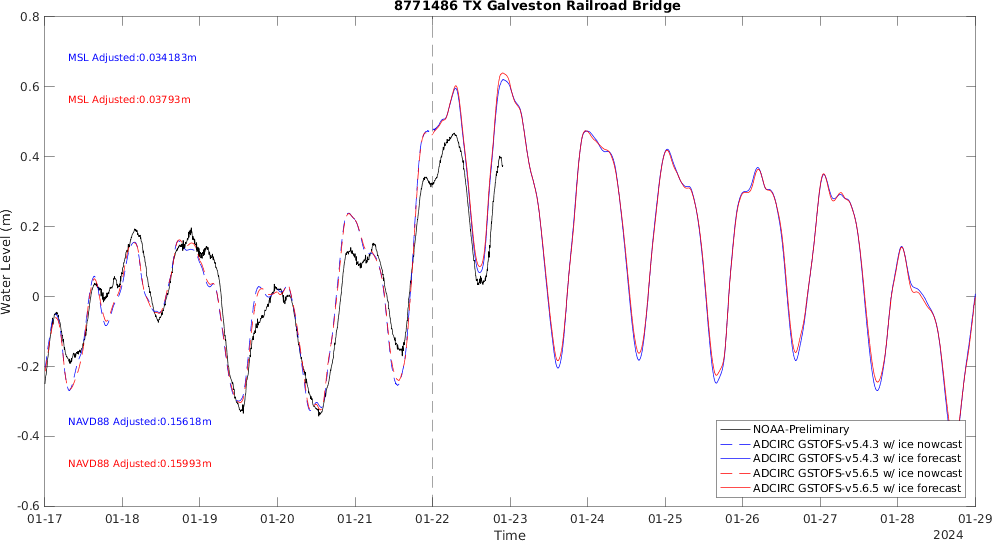 8771486 TX Galveston Railroad Bridge
0.8
0.6
0.4
0.2
0
-0.2
-0.4
-0.6
Water Level (m)
MSL Adjusted:0.034183m
MSL Adjusted:0.03793m
NAVD88 Adjusted:0.15618m
NAVD88 Adjusted:0.15993m
NOAA-Preliminary
ADCIRC GSTOFS-v5.4.3 w/ ice nowcast
ADCIRC GSTOFS-v5.4.3 w/ ice forecast
ADCIRC GSTOFS-v5.6.5 w/ ice nowcast
ADCIRC GSTOFS-v5.6.5 w/ ice forecast
01-17 01-18 01-19 01-20 01-21 01-22 01-23 01-24 01-25 01-26 01-27 01-28 01-29
Time
2024